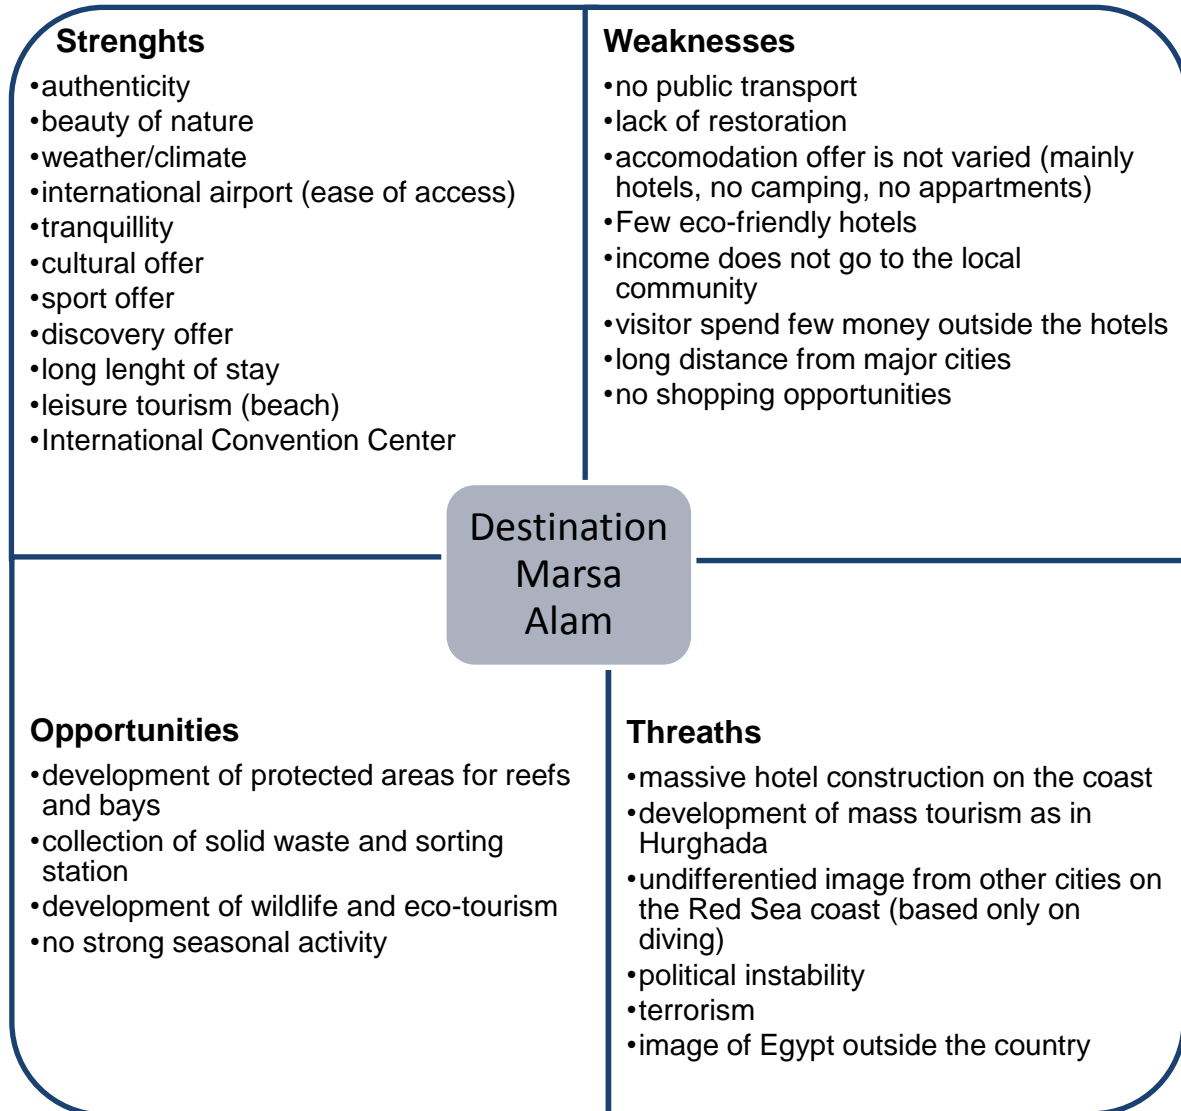 Strenghts
•authenticity
•beauty of nature
•weather/climate
•international airport (ease of access)
•tranquillity
•cultural offer
•sport offer
•discovery offer
•long lenght of stay
•leisure tourism (beach)
•International Convention Center
Weaknesses
•no public transport
•lack of restoration
•accomodation offer is not varied (mainly
hotels, no camping, no appartments)
•Few eco-friendly hotels
•income does not go to the local
community
•visitor spend few money outside the hotels
•long distance from major cities
•no shopping opportunities
Destination
Marsa
Alam
Opportunities
•development of protected areas for reefs
and bays
•collection of solid waste and sorting
station
•development of wildlife and eco-tourism
•no strong seasonal activity
Threaths
•massive hotel construction on the coast
•development of mass tourism as in
Hurghada
•undifferentied image from other cities on
the Red Sea coast (based only on
diving)
•political instability
•terrorism
•image of Egypt outside the country